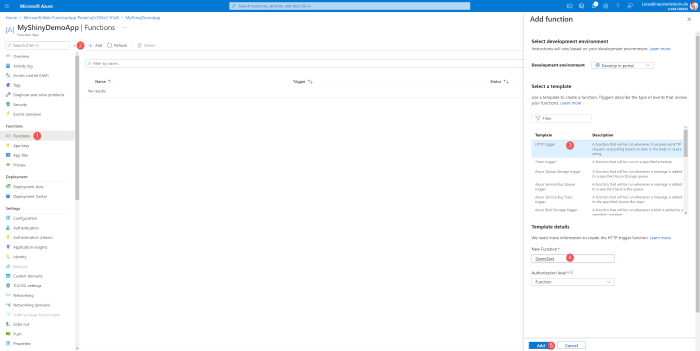 Microsoft Azure
Search resources, services, and docs (G+/)
Home > Microsoft.Web-FunctionApp-Portal
> MyShinyDemoApp
MyShinyDemoApp | Functions
Function App
Search (Ctrl+/)
Overview
Activity log
Access control (IAM)
Tags
Diagnose and solve problems
Security
Events (preview)
Functions
Functions 1
App keys
App files
Proxies
Deployment
Deployment slots
Deployment Center
Settings
Configuration
Authentication
Authentication (classic)
Application Insights
Identity
Backups
Custom domains
TLS/SSL settings
Networking
Networking (preview)
Scale up (App Service plan)
Scale out
Push
Properties
2 + Add
Refresh
Delete
Filter by name...
Name ↑
Trigger ↑↓
Status ↑↓
No results
Add function
Select development environment
Instructions will vary based on your development environment. Learn more
Development environment
Develop in portal
Select a template
Use a template to create a function. Triggers describe the type of events that invoke
your functions. Learn more
Filter
Template
Description
HTTP trigger 3
A function that will be run whenever it receives an HTTP
request, responding based on data in the body or query
string
Timer trigger
A function that will be run on a specified schedule
Azure Queue Storage trigger
A function that will be run whenever a message is added
to a specified Azure Storage queue
Azure Service Bus Queue
trigger
A function that will be run whenever a message is added
to a specified Service Bus queue
Azure Service Bus Topic
trigger
A function that will be run whenever a message is added
to the specified Service Bus topic
Azure Blob Storage trigger
A function that will be run whenever a blob is added to a
specified container
Template details
We need more information to create the HTTP trigger function. Learn more
New Function *
DemoText 4
Authorization level *
Function
Add 5
Cancel